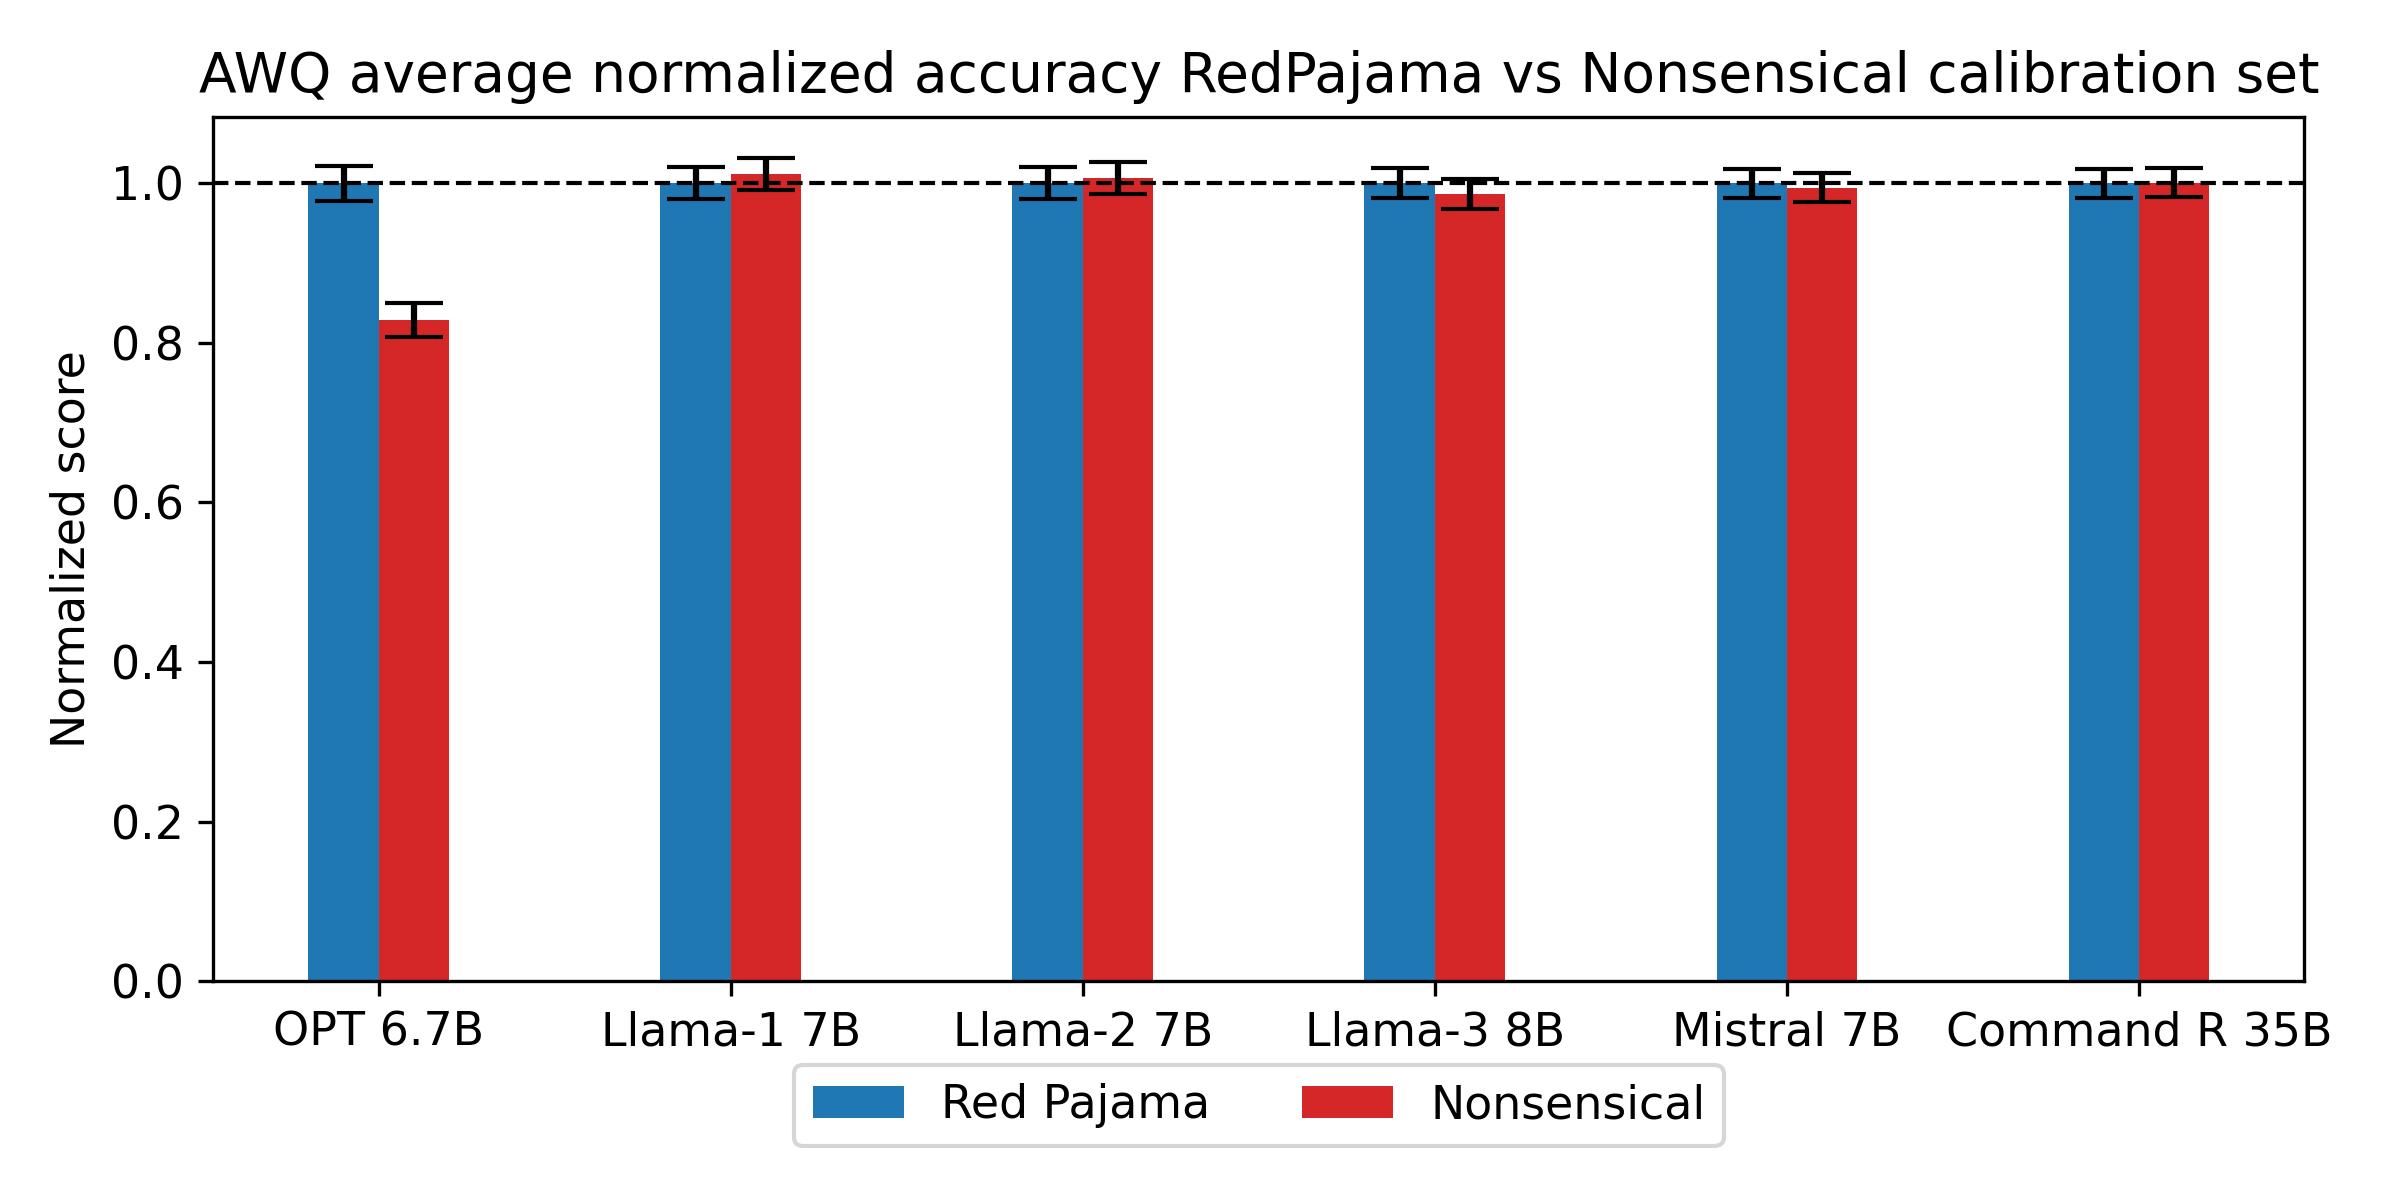 AWQ average normalized accuracy RedPajama vs Nonsensical calibration set
Normalized score
1.0
0.8
0.6
0.4
0.2
0.0
OPT 6.7B Llama-1 7B Llama-2 7B Llama-3 8B Mistral 7B Command R 35B
Red Pajama Nonsensical